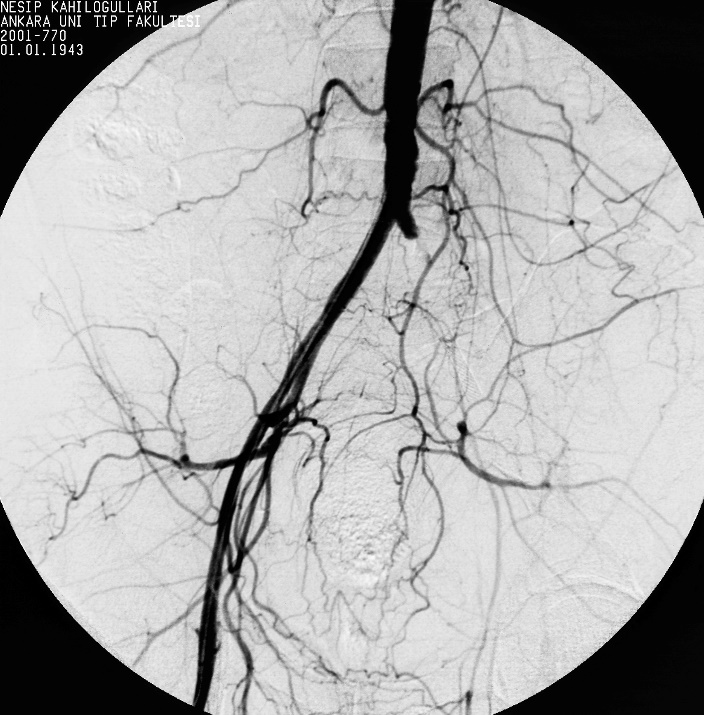 NESIP KAHILOGULLARI
ANKARA UNI TIP FAKULTESI
2001-770
01.01.1943